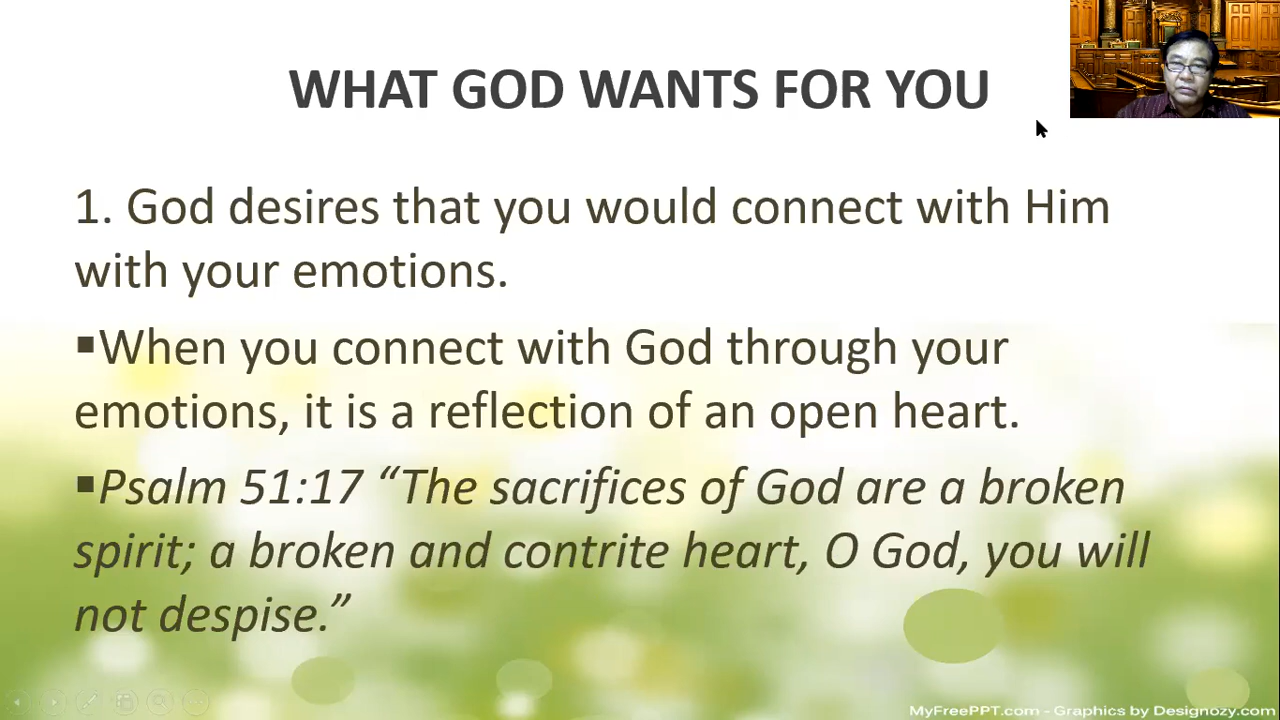 WHAT GOD WANTS FOR YOU
1. God desires that you would connect with Him
with your emotions.
▪When you connect with God through your
emotions, it is a reflection of an open heart.
▪Psalm 51:17 “The sacrifices of God are a broken
spirit; a broken and contrite heart, O God, you will
not despise.”
MyFreePPT.com - Graphics by Designozy.com